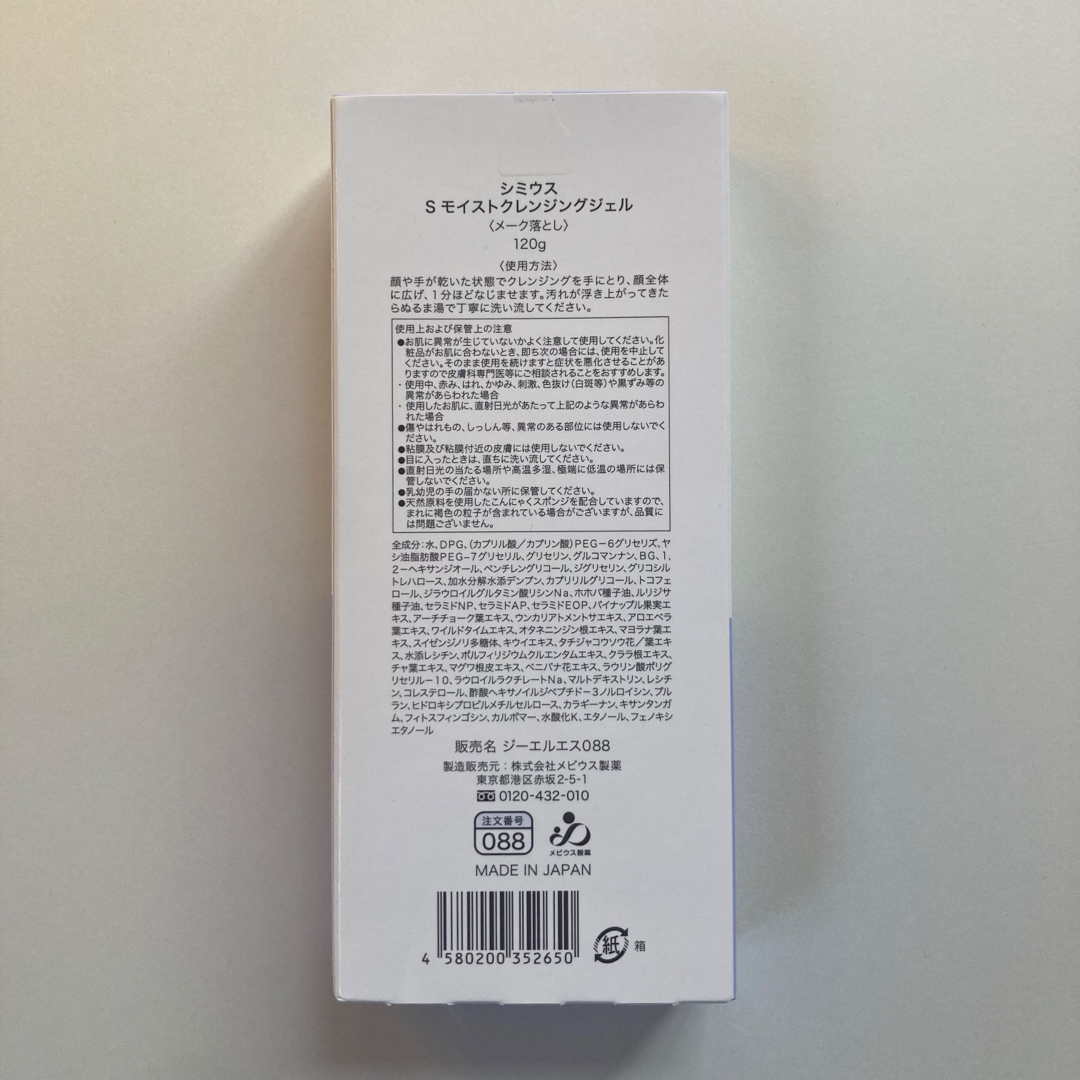 シミウス
S モイストクレンジングジェル
〈メーク落とし〉
120g
〈使用方法〉
顔や手が乾いた状態でクレンジングを手にとり、顔全体
に広げ、1分ほどなじませます。汚れが浮き上がってきた
らぬるま湯で丁寧に洗い流してください。
使用上および保管上の注意
●お肌に異常が生じていないかよく注意して使用してください。化
粧品がお肌に合わないとき、即ち次の場合には、使用を中止して
ください。そのまま使用を続けますと症状を悪化させることがあ
りますので皮膚科専門医等にご相談されることをおすすめします。
・使用中、赤み、はれ、かゆみ、刺激、色抜け(白斑等)や黒ずみ等の
異常があらわれた場合
・使用したお肌に、直射日光があたって上記のような異常があらわ
れた場合
●傷やはれもの、しっしん等、異常のある部位には使用しないでく
ださい。
●粘膜及び粘膜付近の皮膚には使用しないでください。
●目に入ったときは、直ちに洗い流してください。
●直射日光の当たる場所や高温多湿、極端に低温の場所には保
管しないでください。
●乳幼児の手の届かない所に保管してください。
●天然原料を使用したこんにゃくスポンジを配合していますので、
まれに褐色の粒子が含まれている場合がございますが、品質に
は問題ございません。
全成分:水、DPG、(カプリル酸/カプリン酸)PEG-6グリセリズ、ヤ
シ油脂肪酸PEG-7グリセリル、グリセリン、グルコマンナン、BG、1,
2-ヘキサンジオール、ペンチレングリコール、ジグリセリン、グリコシル
トレハロース、加水分解水添デンプン、カプリリルグリコール、トコフェ
ロール、ジラウロイルグルタミン酸リシンNa、ホホバ種子油、ルリジサ
種子油、セラミドNP、セラミドAP、セラミドEOP、パイナップル果実エ
キス、アーチチョーク葉エキス、ウンカリアトメントサエキス、アロエベラ
葉エキス、ワイルドタイムエキス、オタネニンジン根エキス、マヨラナ葉エ
キス、スイゼンジノリ多糖体、キウイエキス、タチジャコウソウ花/葉エキ
ス、水添レシチン、ポルフィリジウムクルエンタムエキス、クララ根エキス、
チャ葉エキス、マグワ根皮エキス、ベニバナ花エキス、ラウリン酸ポリグ
リセリル-10、ラウロイルラクチレートNa、マルトデキストリン、レシチ
ン、コレステロール、酢酸ヘキサノイルジペプチド-3ノルロイシン、プル
ラン、ヒドロキシプロピルメチルセルロース、カラギーナン、キサンタンガ
ム、フィトスフィンゴシン、カルボマー、水酸化K、エタノール、フェノキシ
エタノール
販売名 ジーエルエス088
製造販売元:株式会社メビウス製薬
東京都港区赤坂2-5-1
0120-432-010
注文番号
088
メビウス製薬
MADE IN JAPAN
4 580200 352650
紙 箱